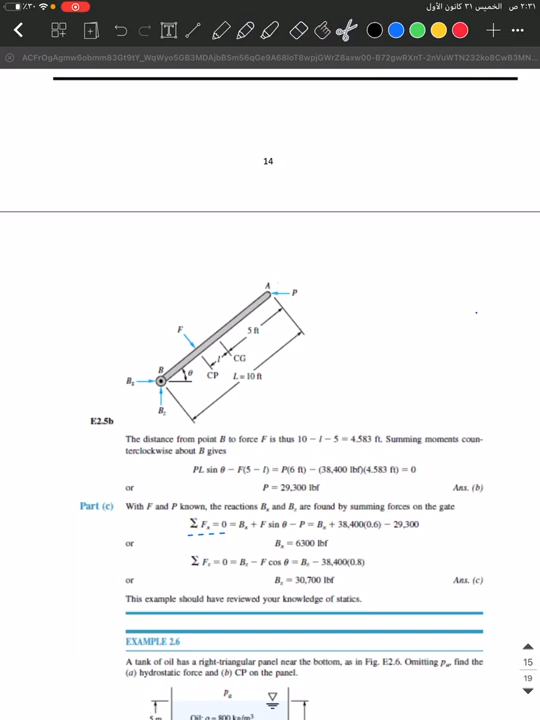 ٢:٣١ ص الخميس ٣١ كانون الأول
٪٣٠
14
A
P
F
5 ft
l
CG
B
θ
CP
L = 10 ft
Bx
Bz
E2.5b
The distance from point B to force F is thus 10 − l − 5 = 4.583 ft. Summing moments coun-
terclockwise about B gives
PL sin θ − F(5 − l) = P(6 ft) − (38,400 lbf)(4.583 ft) = 0
or P = 29,300 lbf Ans. (b)
Part (c) With F and P known, the reactions Bx and Bz are found by summing forces on the gate
∑ Fx = 0 = Bx + F sin θ − P = Bx + 38,400(0.6) − 29,300
or Bx = 6300 lbf
∑ Fz = 0 = Bz − F cos θ = Bz − 38,400(0.8)
or Bz = 30,700 lbf Ans. (c)
This example should have reviewed your knowledge of statics.
EXAMPLE 2.6
A tank of oil has a right-triangular panel near the bottom, as in Fig. E2.6. Omitting pa, find the
(a) hydrostatic force and (b) CP on the panel.
pa
5 m
Oil: ρ = 800 kg/m³
15
19